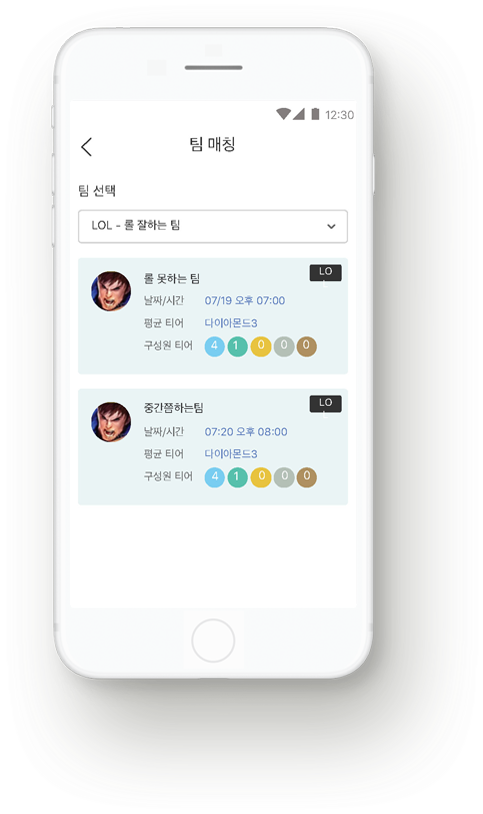 12:30
팀 매칭
팀 선택
LOL - 롤 잘하는 팀
롤 못하는 팀
LO
날짜/시간 07/19 오후 07:00
평균 티어 다이아몬드3
구성원 티어 4 1 0 0 0
중간쯤하는팀
LO
날짜/시간 07:20 오후 08:00
평균 티어 다이아몬드3
구성원 티어 4 1 0 0 0